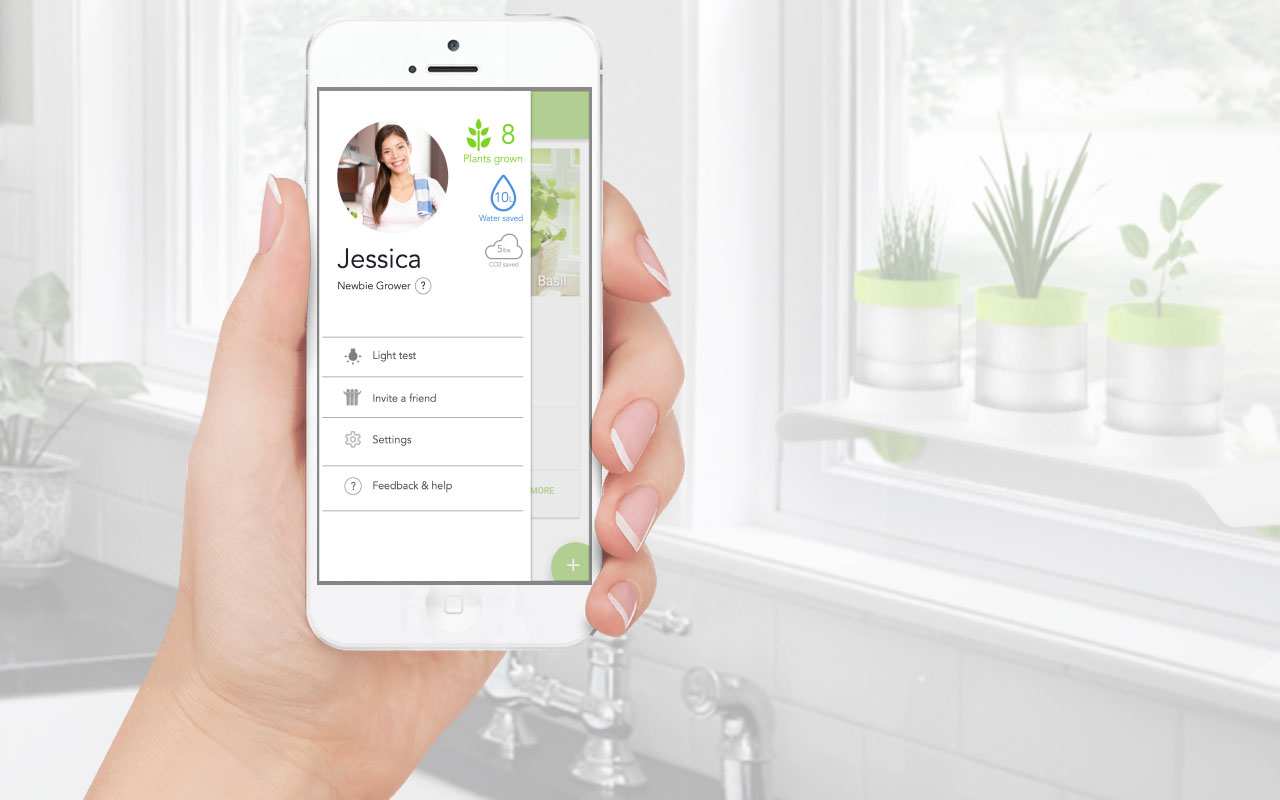 8
Plants grown
10L
Water saved
5lbs
CO2 saved
Jessica
Newbie Grower ?
Basil
Light test
Invite a friend
Settings
? Feedback & help
MORE
+